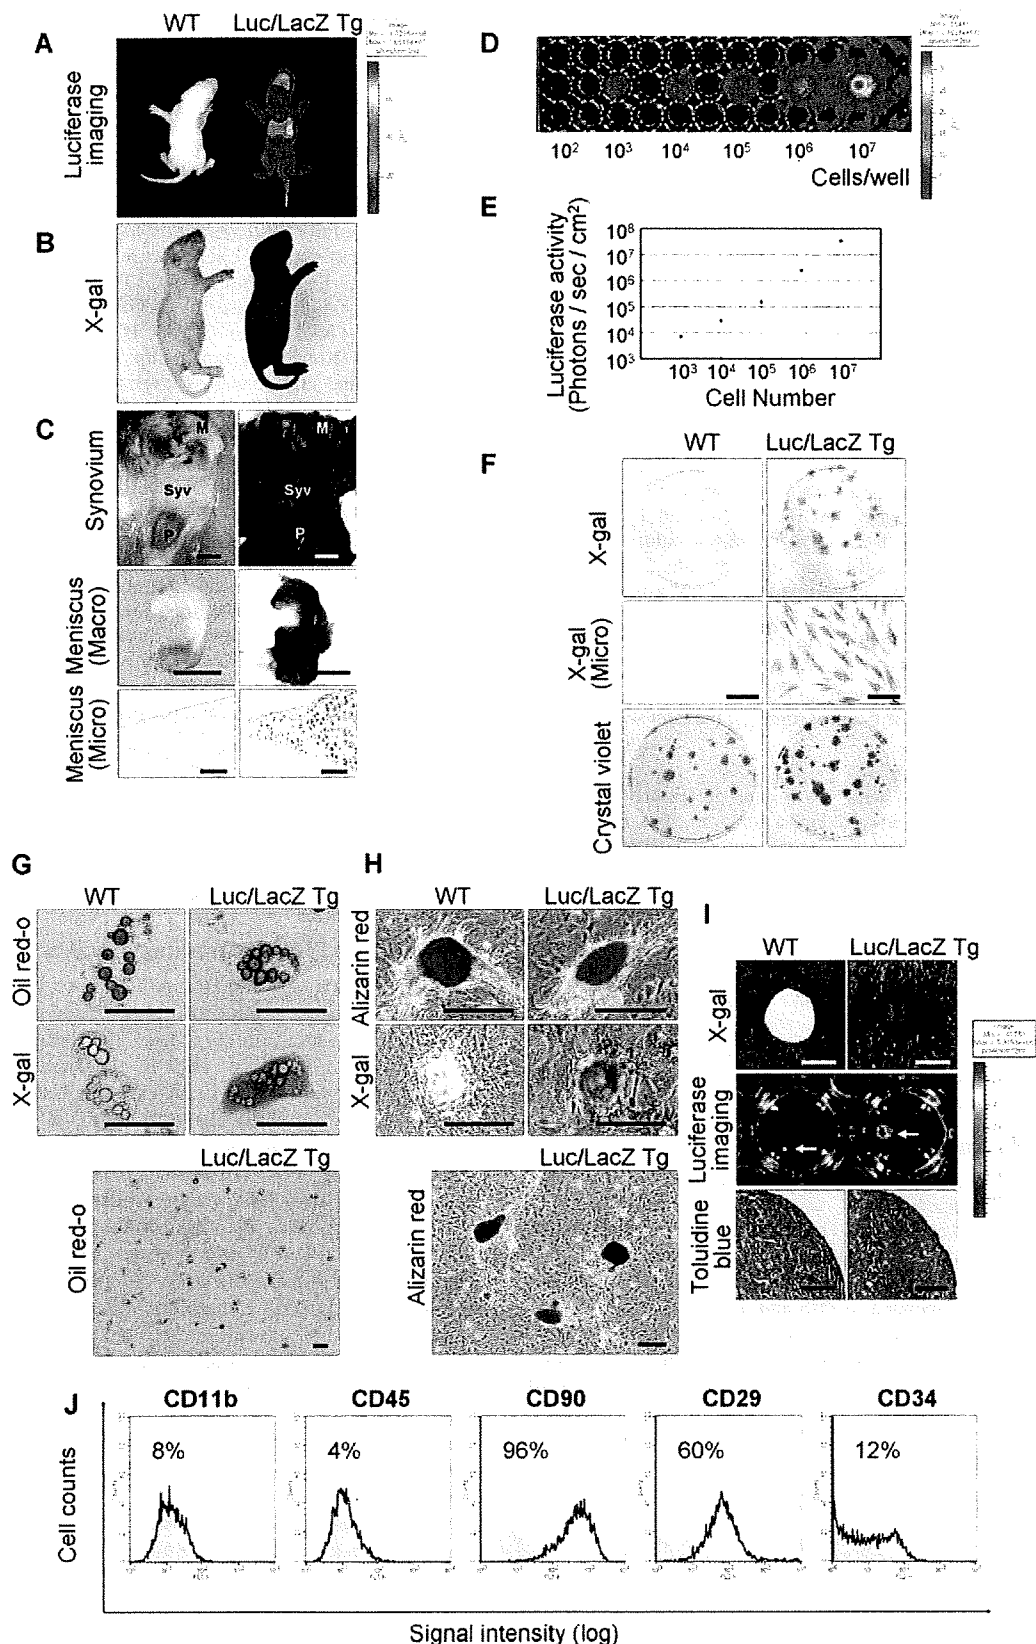 A
WT Luc/LacZ Tg
Luciferase
imaging
B
X-gal
C
Synovium
M M
Syv Syv
P P
Meniscus
(Macro)
Meniscus
(Micro)
D
10² 10³ 10⁴ 10⁵ 10⁶ 10⁷
Cells/well
E
Luciferase activity
(Photons / sec / cm²)
10⁸
10⁷
10⁶
10⁵
10⁴
10³
10³ 10⁴ 10⁵ 10⁶ 10⁷
Cell Number
F
WT Luc/LacZ Tg
X-gal
X-gal
(Micro)
Crystal violet
G
WT Luc/LacZ Tg
Oil red-o
X-gal
Luc/LacZ Tg
Oil red-o
H
WT Luc/LacZ Tg
Alizarin red
X-gal
Luc/LacZ Tg
Alizarin red
I
WT Luc/LacZ Tg
X-gal
Luciferase
imaging
Toluidine
blue
J
CD11b CD45 CD90 CD29 CD34
8% 4% 96% 60% 12%
Cell counts
Signal intensity (log)